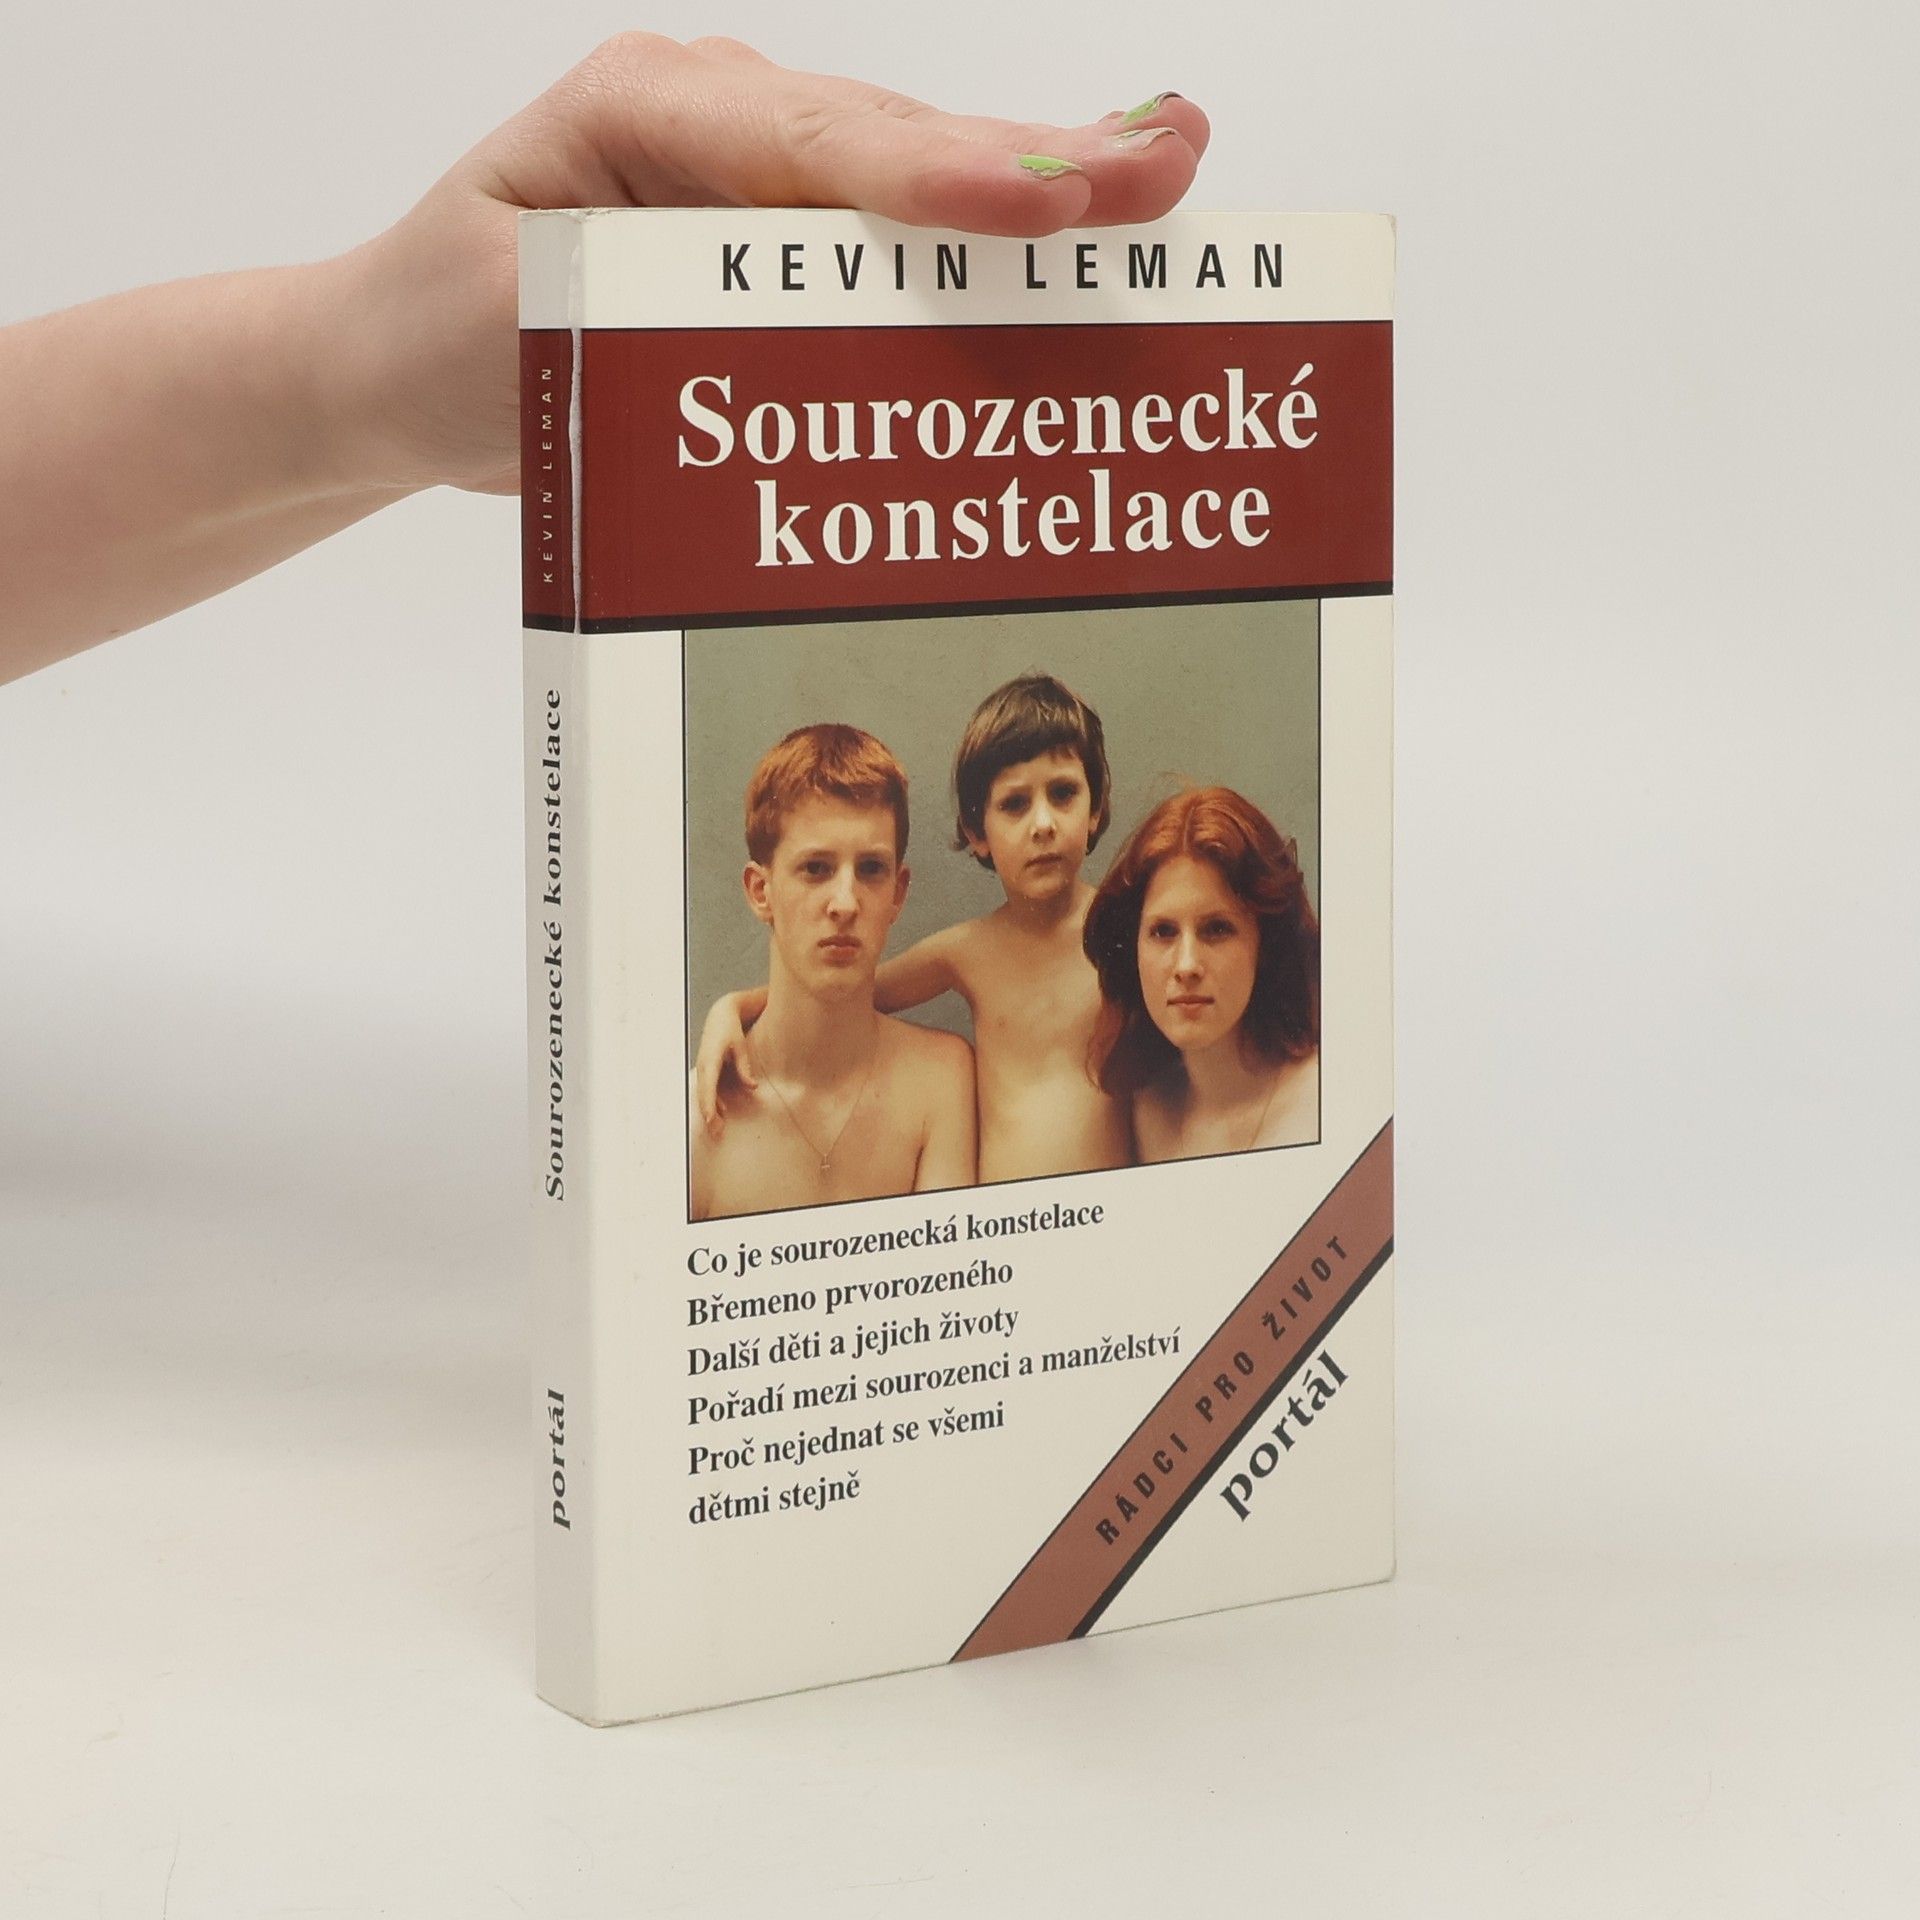 KEVIN LEMAN
Sourozenecké
konstelace
Co je sourozenecká konstelace
Břemeno prvorozeného
Další děti a jejich životy
Pořadí mezi sourozenci a manželství
Proč nejednat se všemi
dětmi stejně
RÁDCI PRO ŽIVOT
portál
KEVIN LEMAN
Sourozenecké konstelace
portál